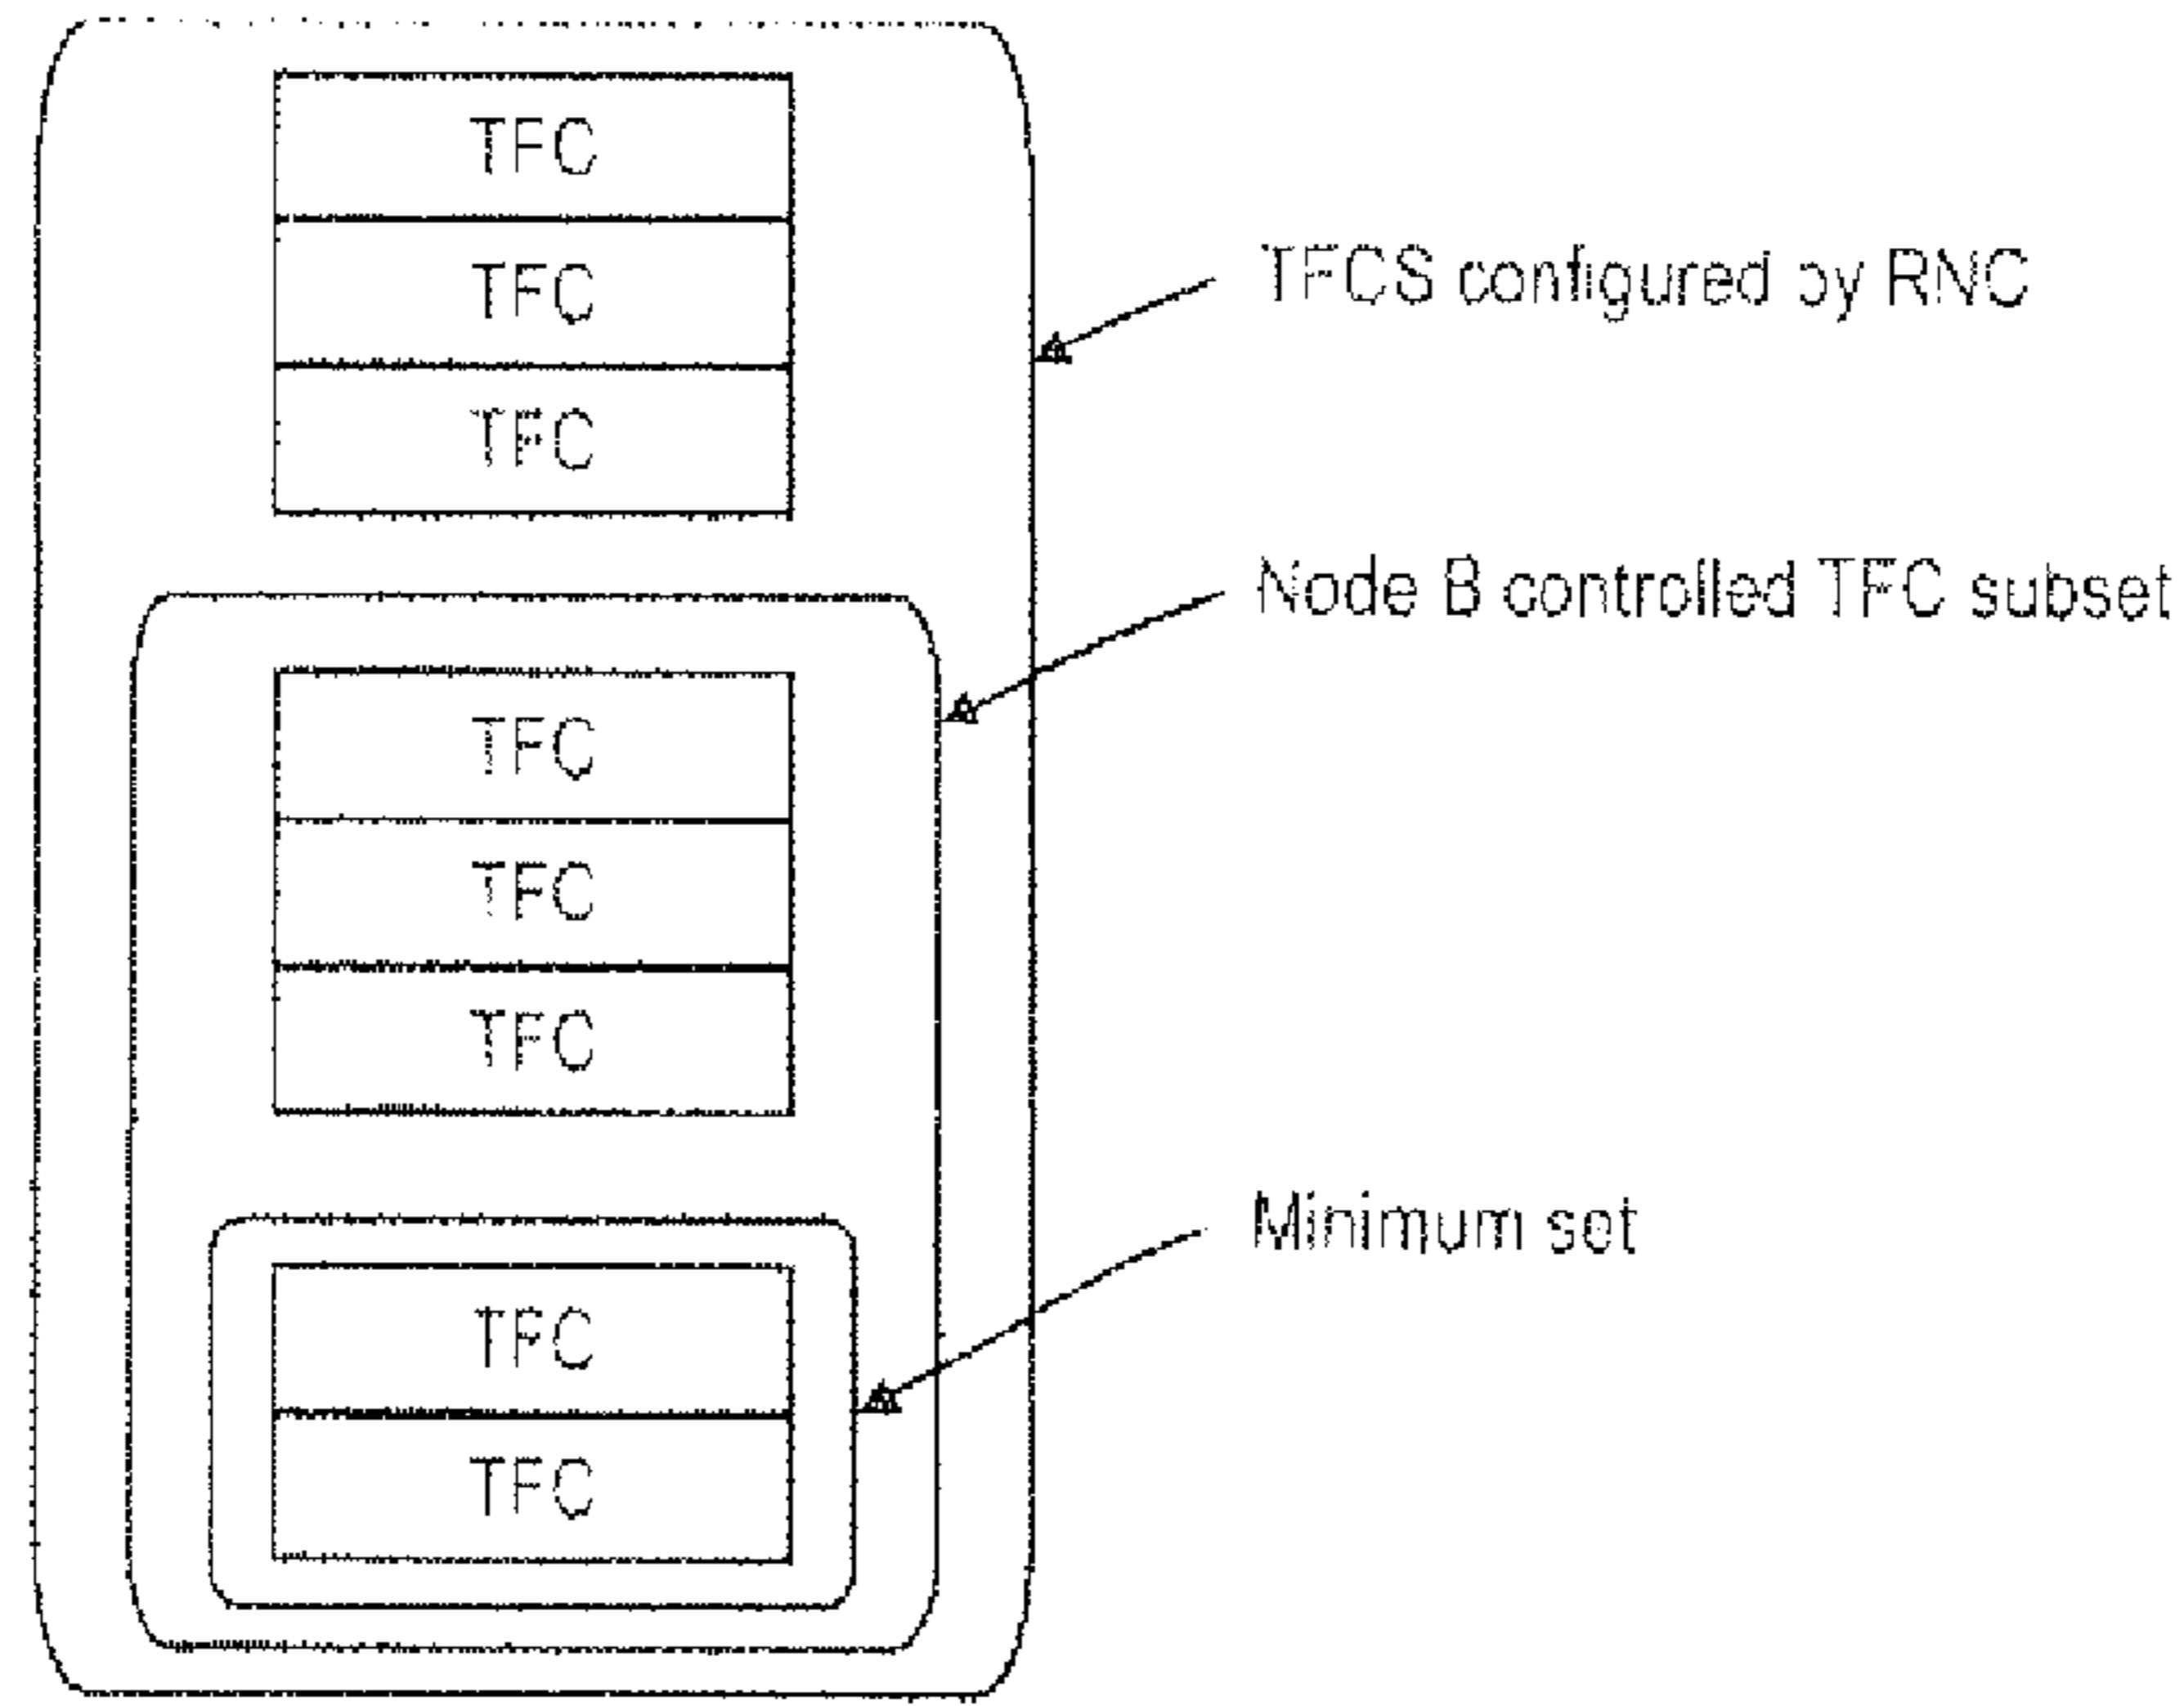 TFC
TFC
TFC
TFCS configured by RNC
Node B controlled TFC subset
TFC
TFC
TFC
Minimum set
TFC
TFC